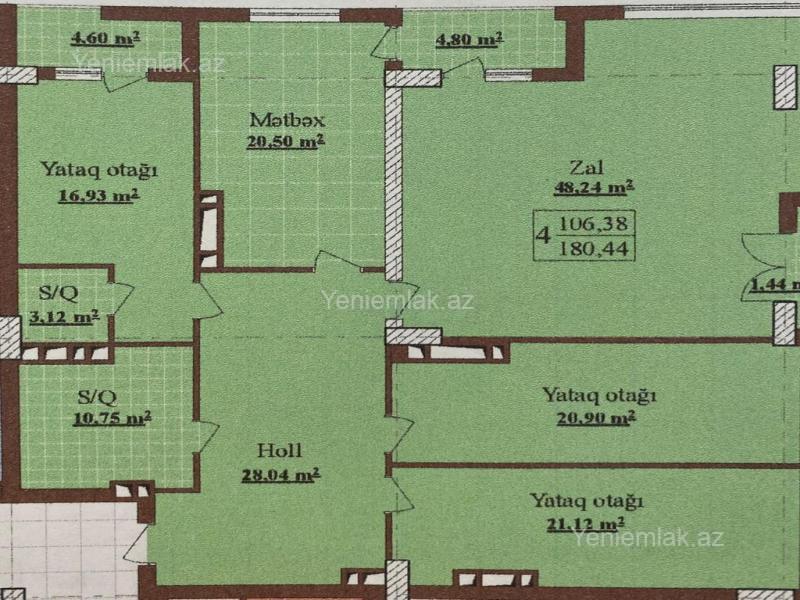 4.60 m²
4.80 m²
Yeniemlak.az
Mətbəx
20.50 m²
Yataq otağı
16.93 m²
Zal
48.24 m²
4
106.38
180.44
1.44 m
S/Q
3.12 m²
Yeniemlak.az
S/Q
10.75 m²
Yataq otağı
20.90 m²
Holl
28.04 m²
Yataq otağı
21.12 m²
Yeniemlak.az